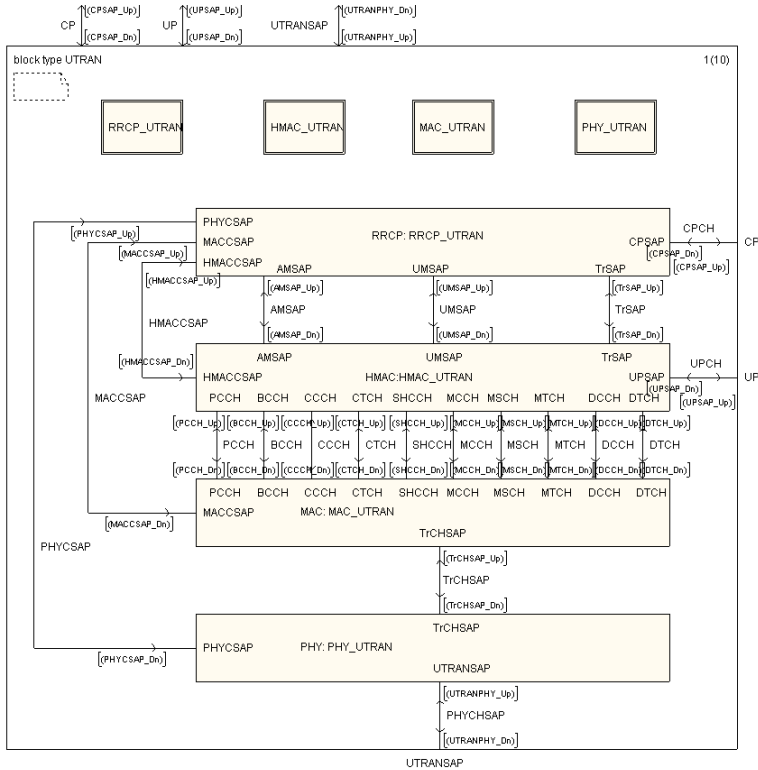 [(CPSAP_Up)] [(UPSAP_Up)] [(UTRANPHY_Dn)]
CP UP UTRANSAP
[(CPSAP_Dn)] [(UPSAP_Dn)] [(UTRANPHY_Up)]
block type UTRAN 1(10)
RRCP_UTRAN HMAC_UTRAN MAC_UTRAN PHY_UTRAN
PHYCSAP
[(PHYCSAP_Up)]
RRCP: RRCP_UTRAN
CPCH
MACCSAP CPSAP CP
[(MACCSAP_Up)] [(CPSAP_Dn)]
HMACCSAP [(CPSAP_Up)]
AMSAP UMSAP TrSAP
[(HMACCSAP_Up)] [(AMSAP_Up)] [(UMSAP_Up)] [(TrSAP_Up)]
AMSAP UMSAP TrSAP
HMACCSAP
[(AMSAP_Dn)] [(UMSAP_Dn)] [(TrSAP_Dn)]
AMSAP UMSAP TrSAP
[(HMACCSAP_Dn)] UPCH
HMACCSAP HMAC:HMAC_UTRAN UPSAP UP
[(UPSAP_Dn)]
MACCSAP PCCH BCCH CCCH CTCH SHCCH MCCH MSCH MTCH DCCH DTCH
[(UPSAP_Up)]
[(PCCH_Up)] [(BCCH_Up)] [(CCCH_Up)] [(CTCH_Up)] [(SHCCH_Up)] [(MCCH_Up)] [(MSCH_Up)] [(MTCH_Up)] [(DCCH_Up)] [(DTCH_Up)]
PCCH BCCH CCCH CTCH SHCCH MCCH MSCH MTCH DCCH DTCH
[(PCCH_Dn)] [(BCCH_Dn)] [(CCCH_Dn)] [(CTCH_Dn)] [(SHCCH_Dn)] [(MCCH_Dn)] [(MSCH_Dn)] [(MTCH_Dn)] [(DCCH_Dn)] [(DTCH_Dn)]
PCCH BCCH CCCH CTCH SHCCH MCCH MSCH MTCH DCCH DTCH
MACCSAP MAC: MAC_UTRAN
[(MACCSAP_Dn)]
TrCHSAP
PHYCSAP
[(TrCHSAP_Up)]
TrCHSAP
[(TrCHSAP_Dn)]
TrCHSAP
PHYCSAP PHY: PHY_UTRAN
[(PHYCSAP_Dn)]
UTRANSAP
[(UTRANPHY_Up)]
PHYCHSAP
[(UTRANPHY_Dn)]
UTRANSAP